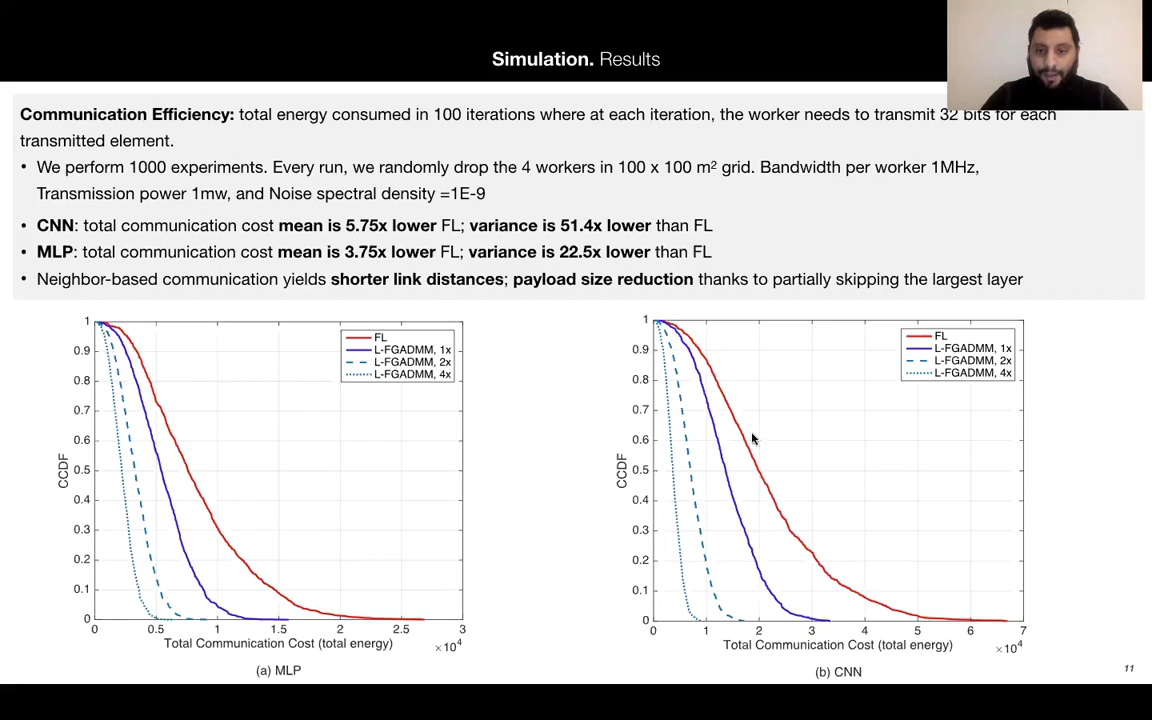 Simulation. Results
Communication Efficiency: total energy consumed in 100 iterations where at each iteration, the worker needs to transmit 32 bits for each
transmitted element.
• We perform 1000 experiments. Every run, we randomly drop the 4 workers in 100 x 100 m² grid. Bandwidth per worker 1MHz,
Transmission power 1mw, and Noise spectral density =1E-9
• CNN: total communication cost mean is 5.75x lower FL; variance is 51.4x lower than FL
• MLP: total communication cost mean is 3.75x lower FL; variance is 22.5x lower than FL
• Neighbor-based communication yields shorter link distances; payload size reduction thanks to partially skipping the largest layer
1
0.9
0.8
0.7
0.6
0.5
0.4
0.3
0.2
0.1
0
CCDF
FL
L-FGADMM, 1x
L-FGADMM, 2x
L-FGADMM, 4x
0 0.5 1 1.5 2 2.5 3
Total Communication Cost (total energy)
×10⁴
(a) MLP
1
0.9
0.8
0.7
0.6
0.5
0.4
0.3
0.2
0.1
0
CCDF
FL
L-FGADMM, 1x
L-FGADMM, 2x
L-FGADMM, 4x
0 1 2 3 4 5 6 7
Total Communication Cost (total energy)
×10⁴
(b) CNN
11